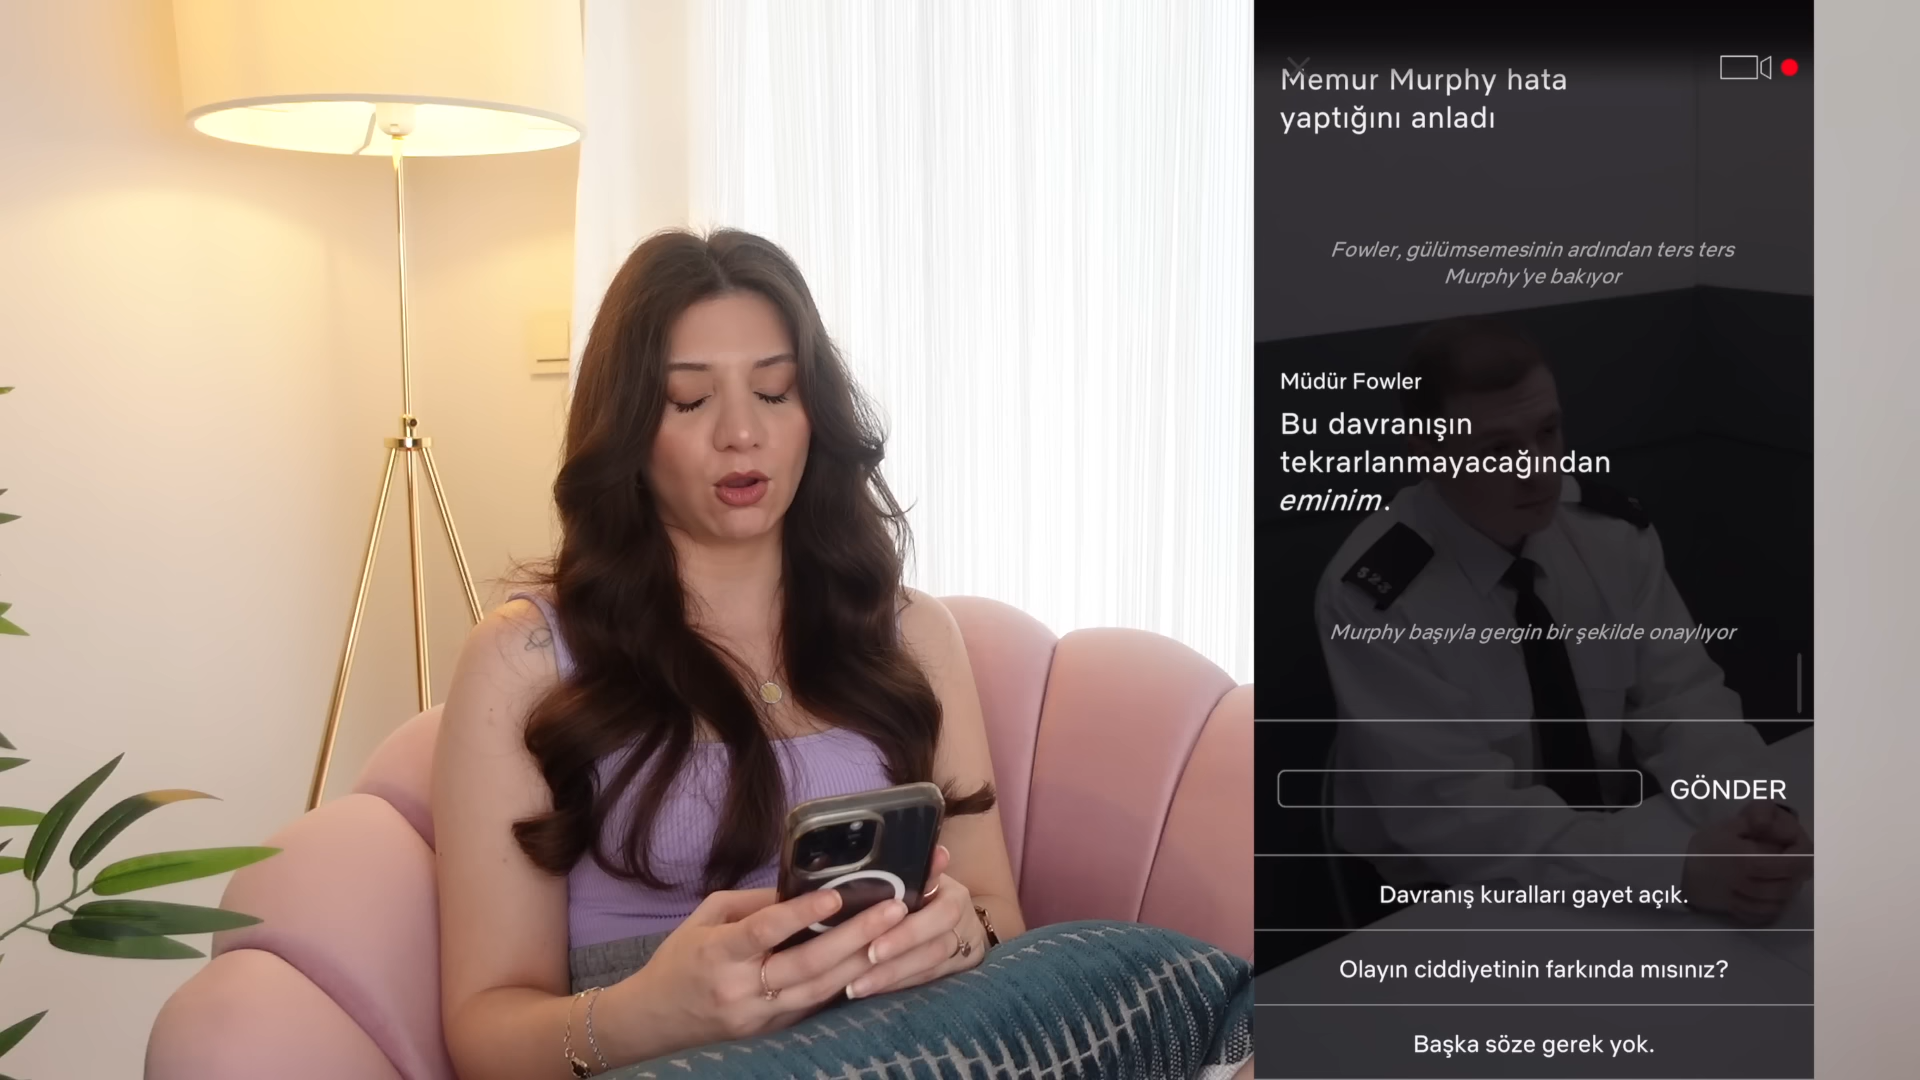 Memur Murphy hata
yaptığını anladı
Fowler, gülümsemesinin ardından ters ters
Murphy'ye bakıyor
Müdür Fowler
Bu davranışın
tekrarlanmayacağından
eminim.
523
Murphy başıyla gergin bir şekilde onaylıyor
GÖNDER
Davranış kuralları gayet açık.
Olayın ciddiyetinin farkında mısınız?
Başka söze gerek yok.